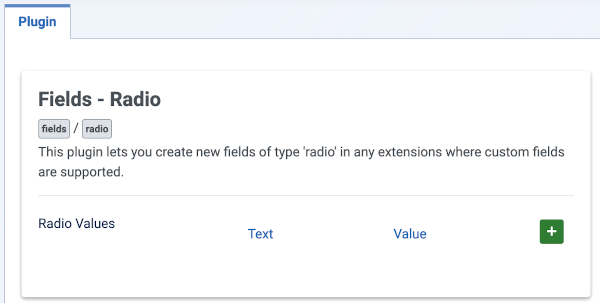 Plugin
Fields - Radio
fields / radio
This plugin lets you create new fields of type 'radio' in any extensions where custom fields
are supported.
Radio Values Text Value +